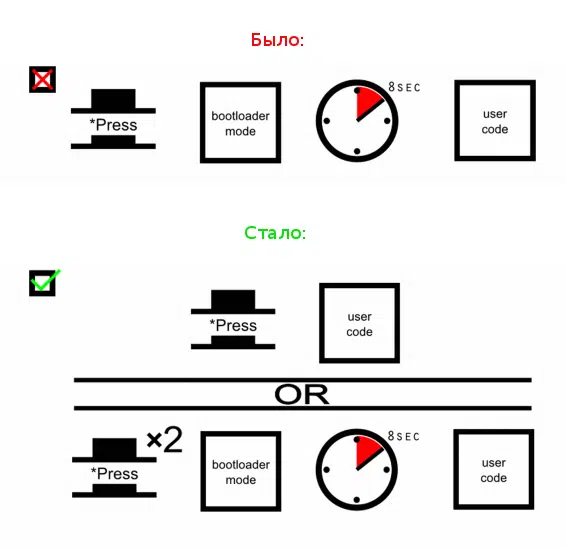 Было:
*Press
bootloader
mode
8SEC
user
code
Стало:
*Press
user
code
OR
*Press
×2
bootloader
mode
8SEC
user
code